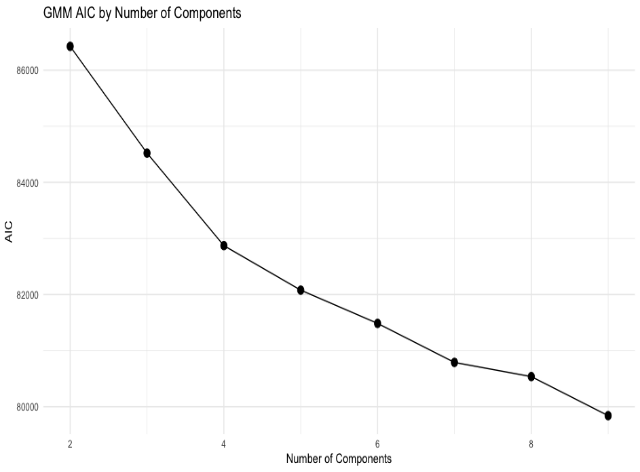 GMM AIC by Number of Components
86000
84000
82000
80000
AIC
2 4 6 8
Number of Components